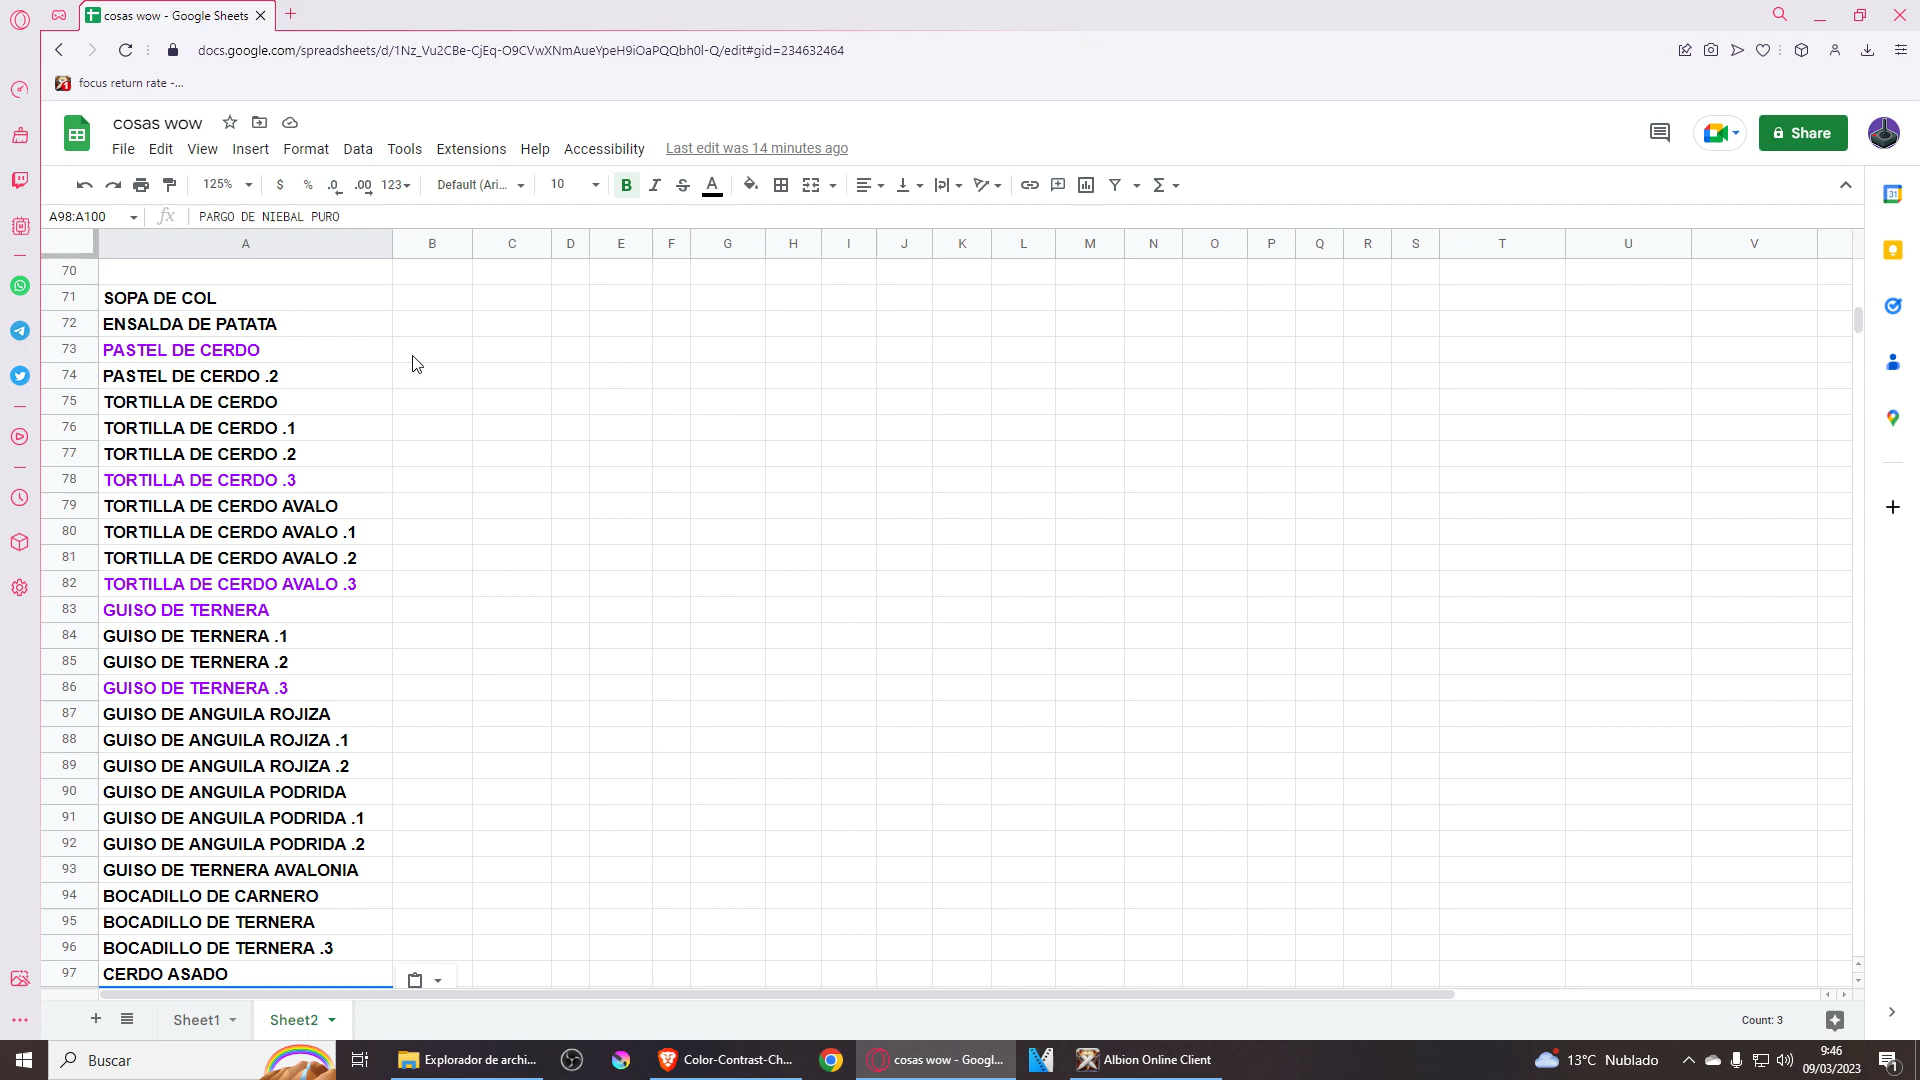 cosas wow - Google Sheets
docs.google.com/spreadsheets/d/1Nz_Vu2CBe-CjEq-O9CVwXNmAueYpeH9iOaPQQbh0l-Q/edit#gid=234632464
focus return rate -...
cosas wow
File Edit View Insert Format Data Tools Extensions Help Accessibility Last edit was 14 minutes ago
Share
125% $ % .0 .00 123 Default (Ari... 10 B I S A Σ
A98:A100 fx PARGO DE NIEBAL PURO
A B C D E F G H I J K L M N O P Q R S T U V
70
71 SOPA DE COL
72 ENSALDA DE PATATA
73 PASTEL DE CERDO
74 PASTEL DE CERDO .2
75 TORTILLA DE CERDO
76 TORTILLA DE CERDO .1
77 TORTILLA DE CERDO .2
78 TORTILLA DE CERDO .3
79 TORTILLA DE CERDO AVALO
80 TORTILLA DE CERDO AVALO .1
81 TORTILLA DE CERDO AVALO .2
82 TORTILLA DE CERDO AVALO .3
83 GUISO DE TERNERA
84 GUISO DE TERNERA .1
85 GUISO DE TERNERA .2
86 GUISO DE TERNERA .3
87 GUISO DE ANGUILA ROJIZA
88 GUISO DE ANGUILA ROJIZA .1
89 GUISO DE ANGUILA ROJIZA .2
90 GUISO DE ANGUILA PODRIDA
91 GUISO DE ANGUILA PODRIDA .1
92 GUISO DE ANGUILA PODRIDA .2
93 GUISO DE TERNERA AVALONIA
94 BOCADILLO DE CARNERO
95 BOCADILLO DE TERNERA
96 BOCADILLO DE TERNERA .3
97 CERDO ASADO
Sheet1 Sheet2 Count: 3
Buscar Explorador de archi... Color-Contrast-Ch... cosas wow - Googl... Albion Online Client 13°C Nublado 9:46
09/03/2023